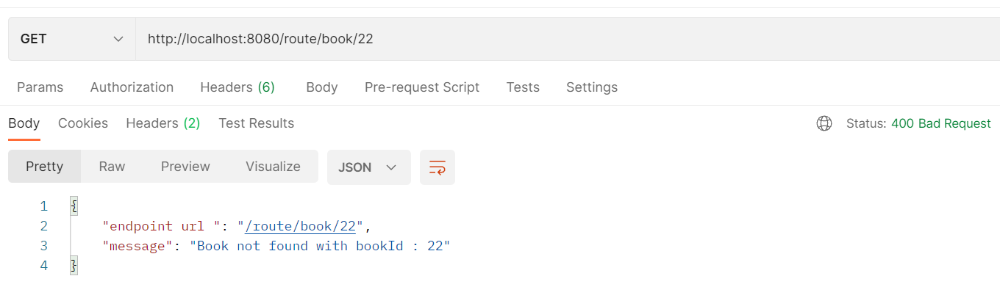 GET http://localhost:8080/route/book/22
Params Authorization Headers (6) Body Pre-request Script Tests Settings
Body Cookies Headers (2) Test Results Status: 400 Bad Request
Pretty Raw Preview Visualize JSON
1 {
2 "endpoint url ": "/route/book/22",
3 "message": "Book not found with bookId : 22"
4 }